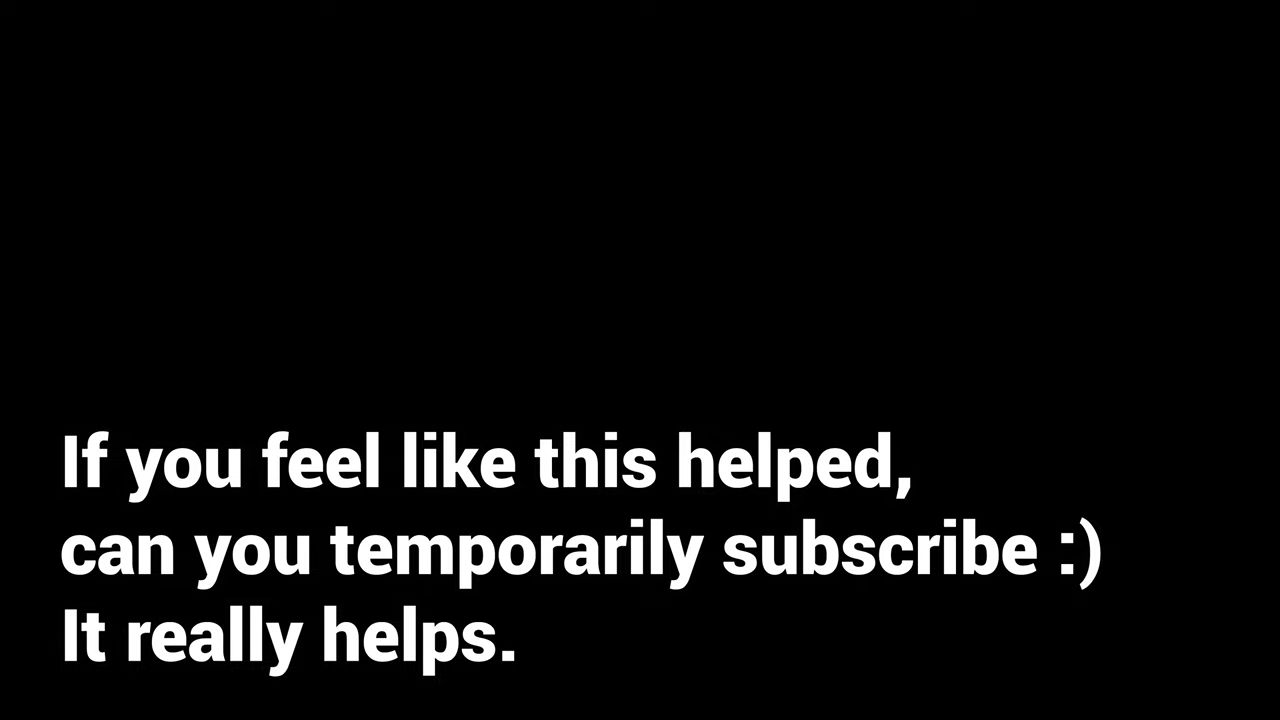 If you feel like this helped,
can you temporarily subscribe :)
It really helps.